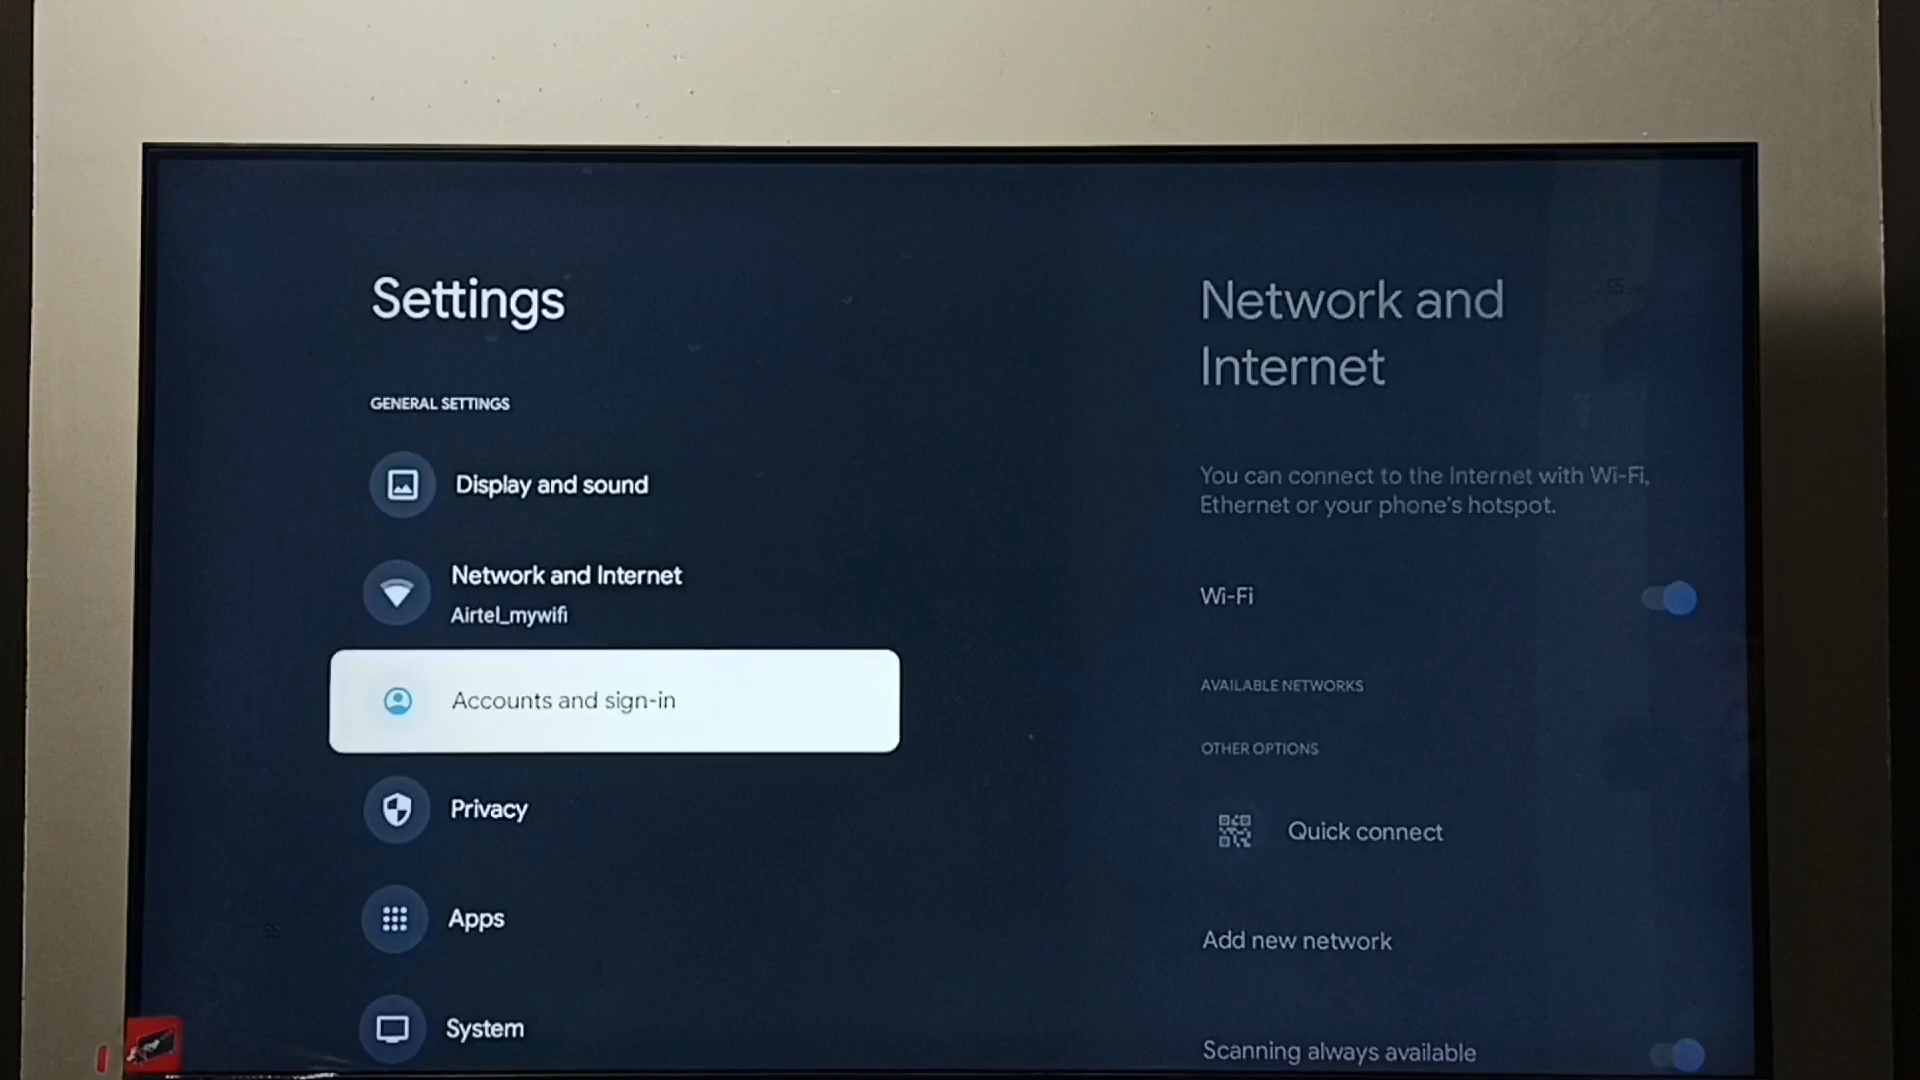 Settings
GENERAL SETTINGS
Display and sound
Network and Internet
Airtel_mywifi
Accounts and sign-in
Privacy
Apps
System
Network and
Internet
You can connect to the Internet with Wi-Fi,
Ethernet or your phone's hotspot.
Wi-Fi
AVAILABLE NETWORKS
OTHER OPTIONS
Quick connect
Add new network
Scanning always available